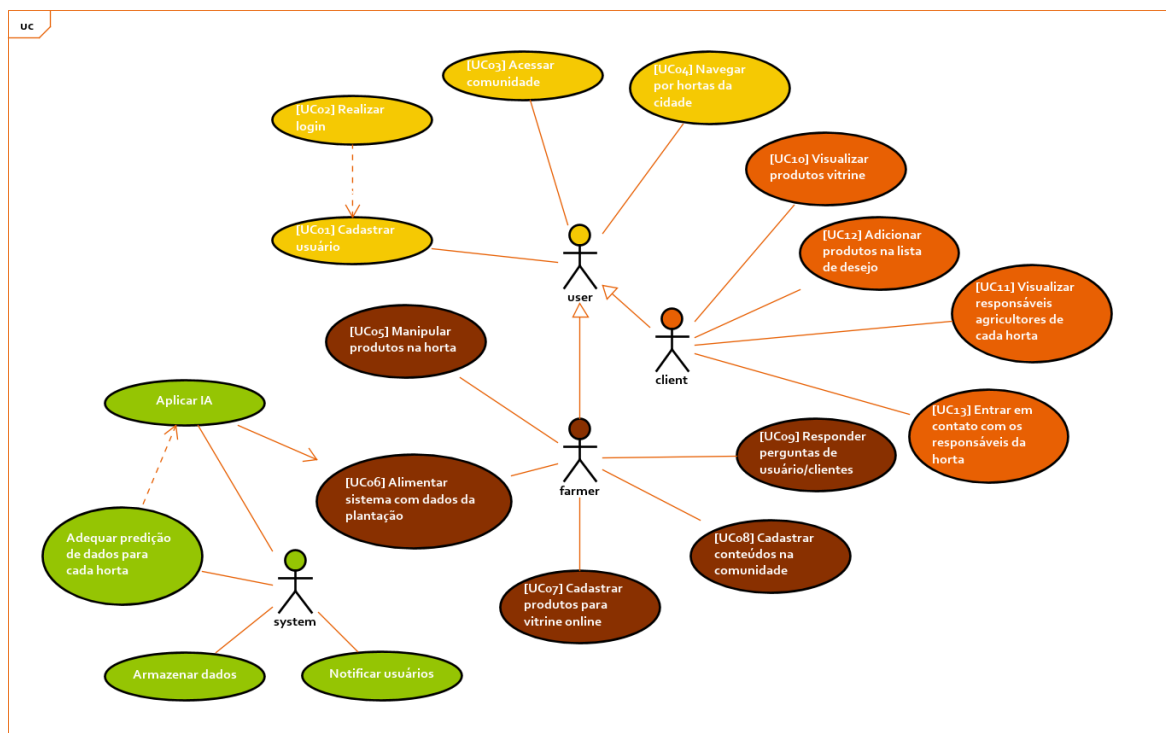 uc
[UC03] Acessar
comunidade
[UC04] Navegar
por hortas da
cidade
[UC02] Realizar
login
[UC10] Visualizar
produtos vitrine
[UC01] Cadastrar
usuário
[UC12] Adicionar
produtos na lista
de desejo
user
[UC11] Visualizar
responsáveis
agricultores de
cada horta
[UC05] Manipular
produtos na horta
client
Aplicar IA
[UC13] Entrar em
contato com os
responsáveis da
horta
[UC09] Responder
perguntas de
usuário/clientes
[UC06] Alimentar
sistema com dados da
plantação
farmer
Adequar predição
de dados para
cada horta
[UC08] Cadastrar
conteúdos na
comunidade
[UC07] Cadastrar
produtos para
vitrine online
system
Armazenar dados
Notificar usuários